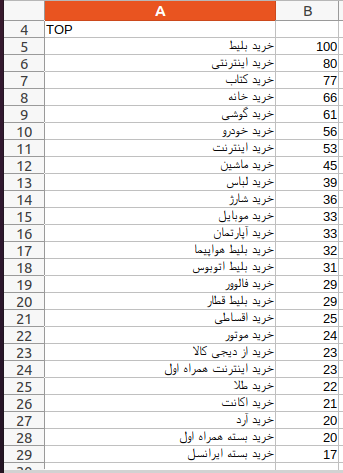 A B
4 TOP
5 خرید بلیط 100
6 خرید اینترنتی 80
7 خرید کتاب 77
8 خرید خانه 66
9 خرید گوشی 61
10 خرید خودرو 56
11 خرید اینترنت 53
12 خرید ماشین 45
13 خرید لباس 39
14 خرید شارژ 36
15 خرید موبایل 33
16 خرید آپارتمان 33
17 خرید بلیط هواپیما 32
18 خرید بلیط اتوبوس 31
19 خرید فالوور 29
20 خرید بلیط قطار 29
21 خرید اقساطی 25
22 خرید موتور 24
23 خرید از دیجی کالا 23
24 خرید اینترنت همراه اول 23
25 خرید طلا 22
26 خرید اکانت 21
27 خرید آرد 20
28 خرید بسته همراه اول 20
29 خرید بسته ایرانسل 17